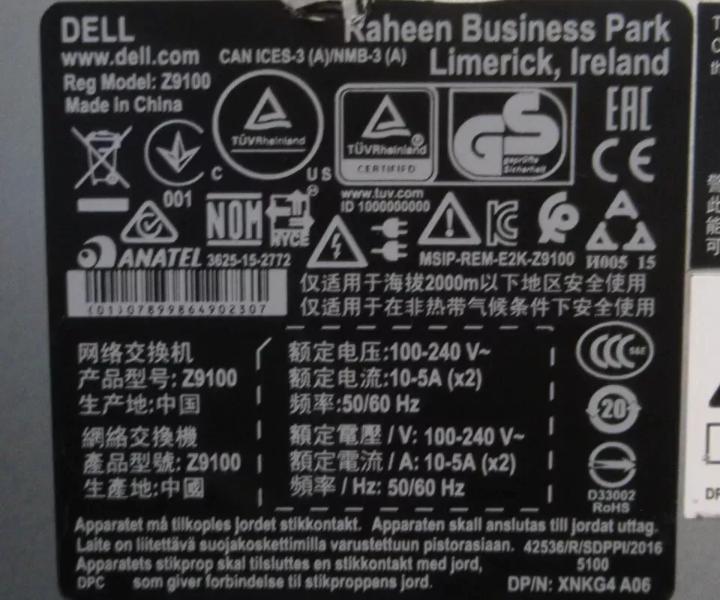 DELL
Raheen Business Park
www.dell.com CAN ICES-3 (A)/NMB-3 (A)
Limerick, Ireland
Reg Model: Z9100
Made in China
TÜVRheinland
TÜVRheinland
CERTIFIED
GS
geprüfte
Sicherheit
EAC
CE
C US
001
www.tuv.com
ID 1000000000
NOM
NYCE
ANATEL 3625-15-2772
MSIP-REM-E2K-Z9100
H005 15
(01)07899864902307
仅适用于海拔2000m以下地区安全使用
仅适用于在非热带气候条件下安全使用
网络交换机
产品型号: Z9100
生产地:中国
额定电压:100-240 V~
额定电流:10-5A (x2)
频率:50/60 Hz
網絡交換機
產品型號: Z9100
生產地:中國
額定電壓 / V: 100-240 V~
額定電流 / A: 10-5A (x2)
頻率 / Hz: 50/60 Hz
CCC S&E
20
D33002
RoHS
Apparatet må tilkoples jordet stikkontakt. Apparaten skall anslutas till jordat uttag.
Laite on liitettävä suojakoskettimilla varustettuun pistorasiaan. 42536/R/SDPPI/2016
Apparatets stikprop skal tilsluttes en stikkontakt med jord, 5100
DPC som giver forbindelse til stikproppens jord. DP/N: XNKG4 A06